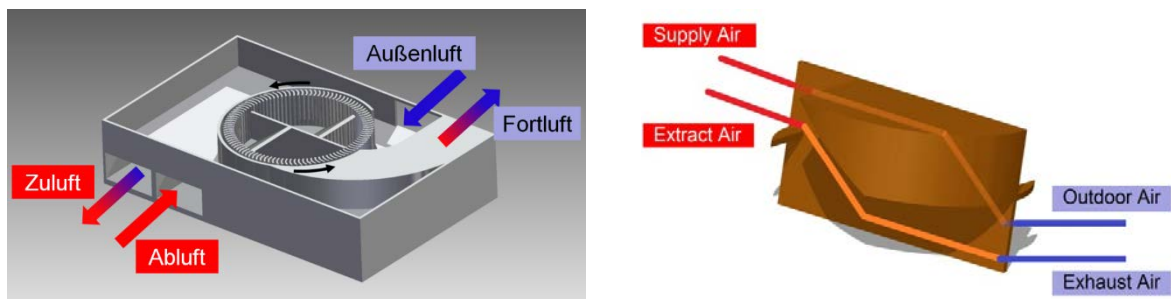 Außenluft
Fortluft
Zuluft
Abluft
Supply Air
Extract Air
Outdoor Air
Exhaust Air